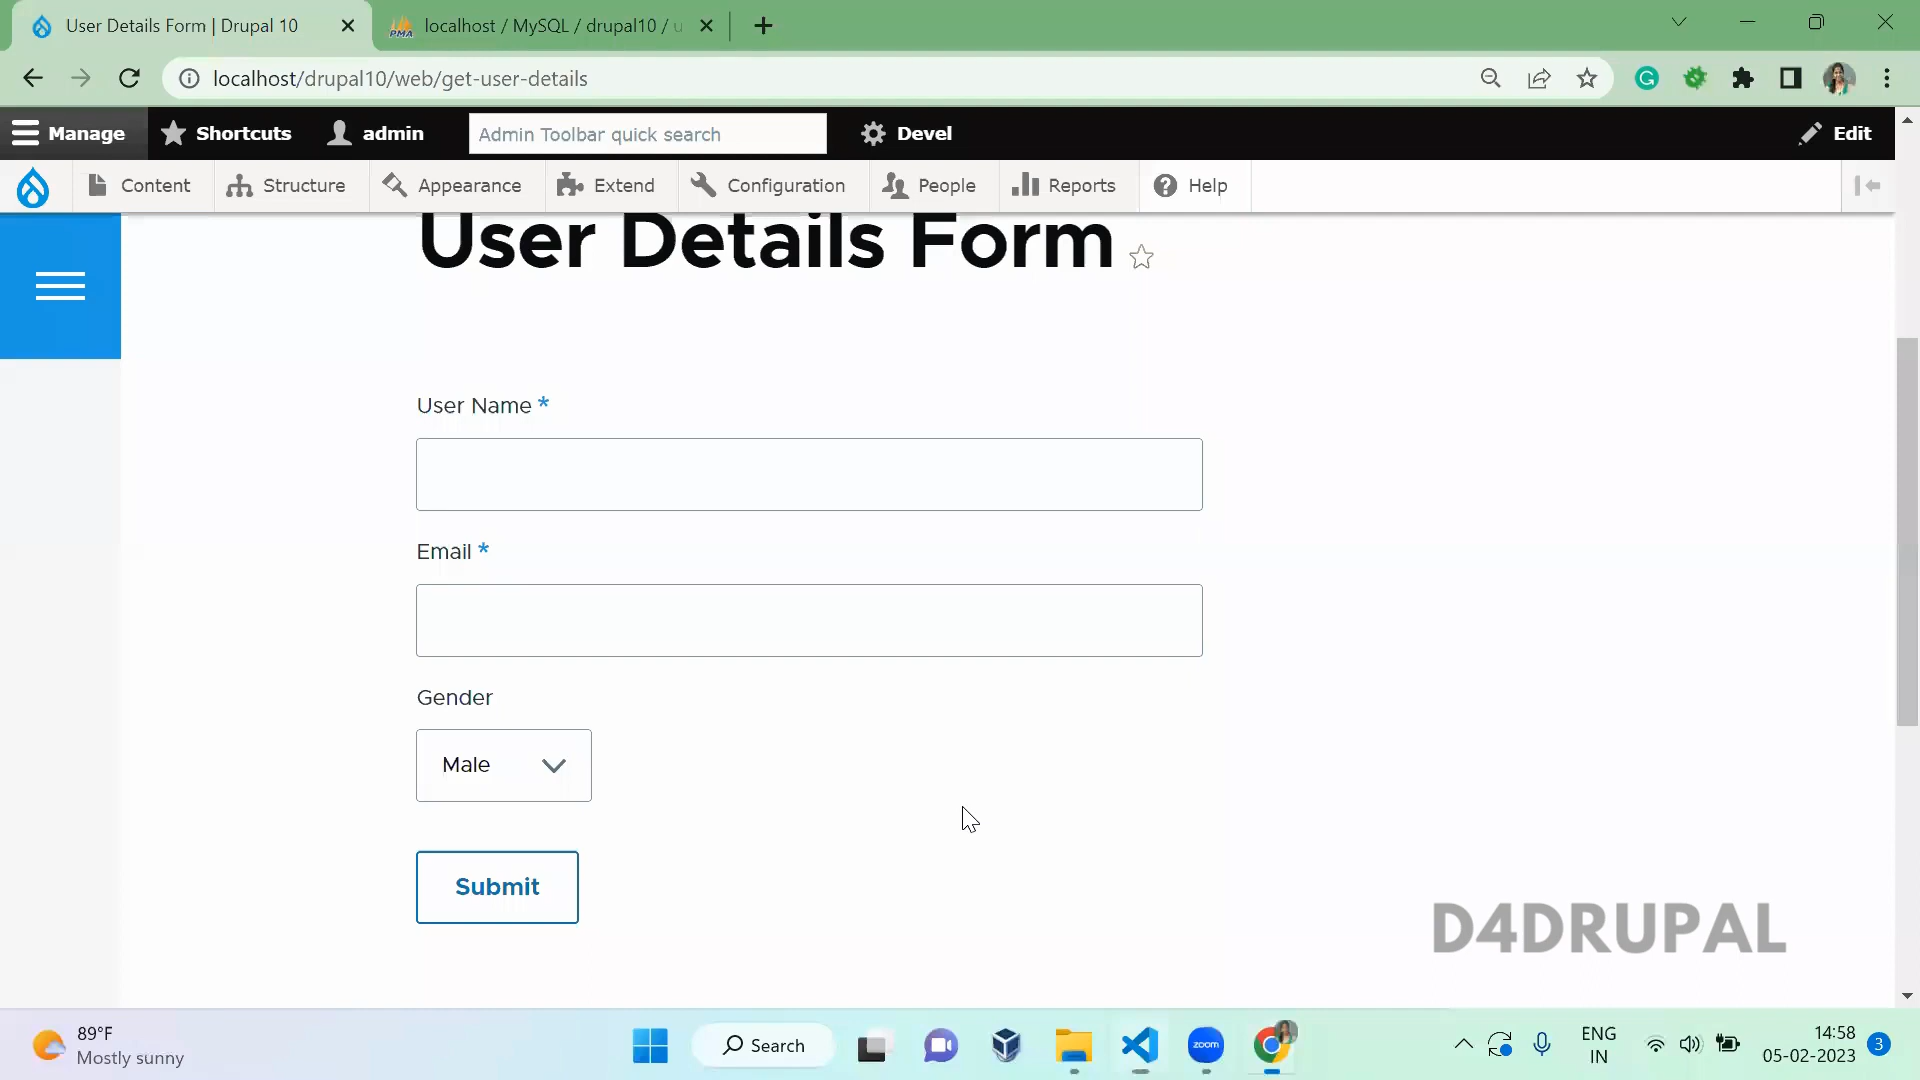 User Details Form | Drupal 10
localhost / MySQL / drupal10 / u
localhost/drupal10/web/get-user-details
Manage
Shortcuts
admin
Admin Toolbar quick search
Devel
Edit
Content
Structure
Appearance
Extend
Configuration
People
Reports
Help
User Details Form
User Name *
Email *
Gender
Male
Submit
D4DRUPAL
89°F
Mostly sunny
Search
zoom
ENG
IN
14:58
05-02-2023
3
PMA
G